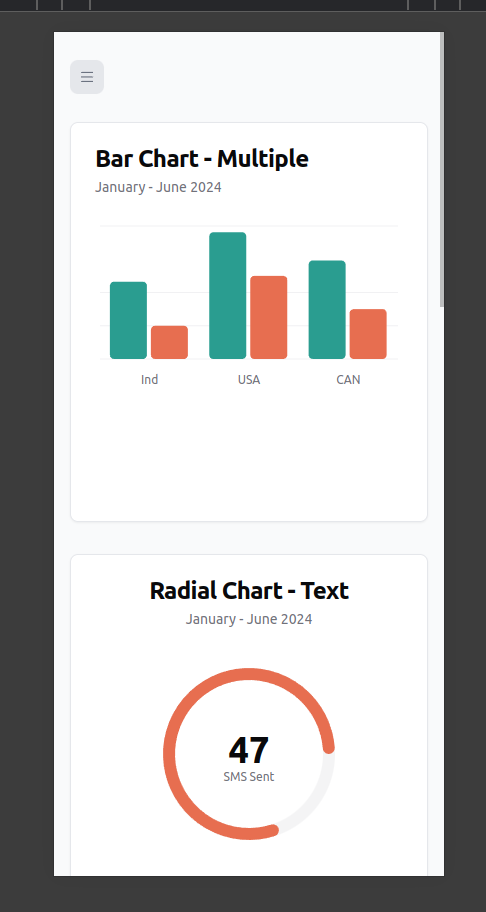 Bar Chart - Multiple
January - June 2024
Ind USA CAN
Radial Chart - Text
January - June 2024
47
SMS Sent